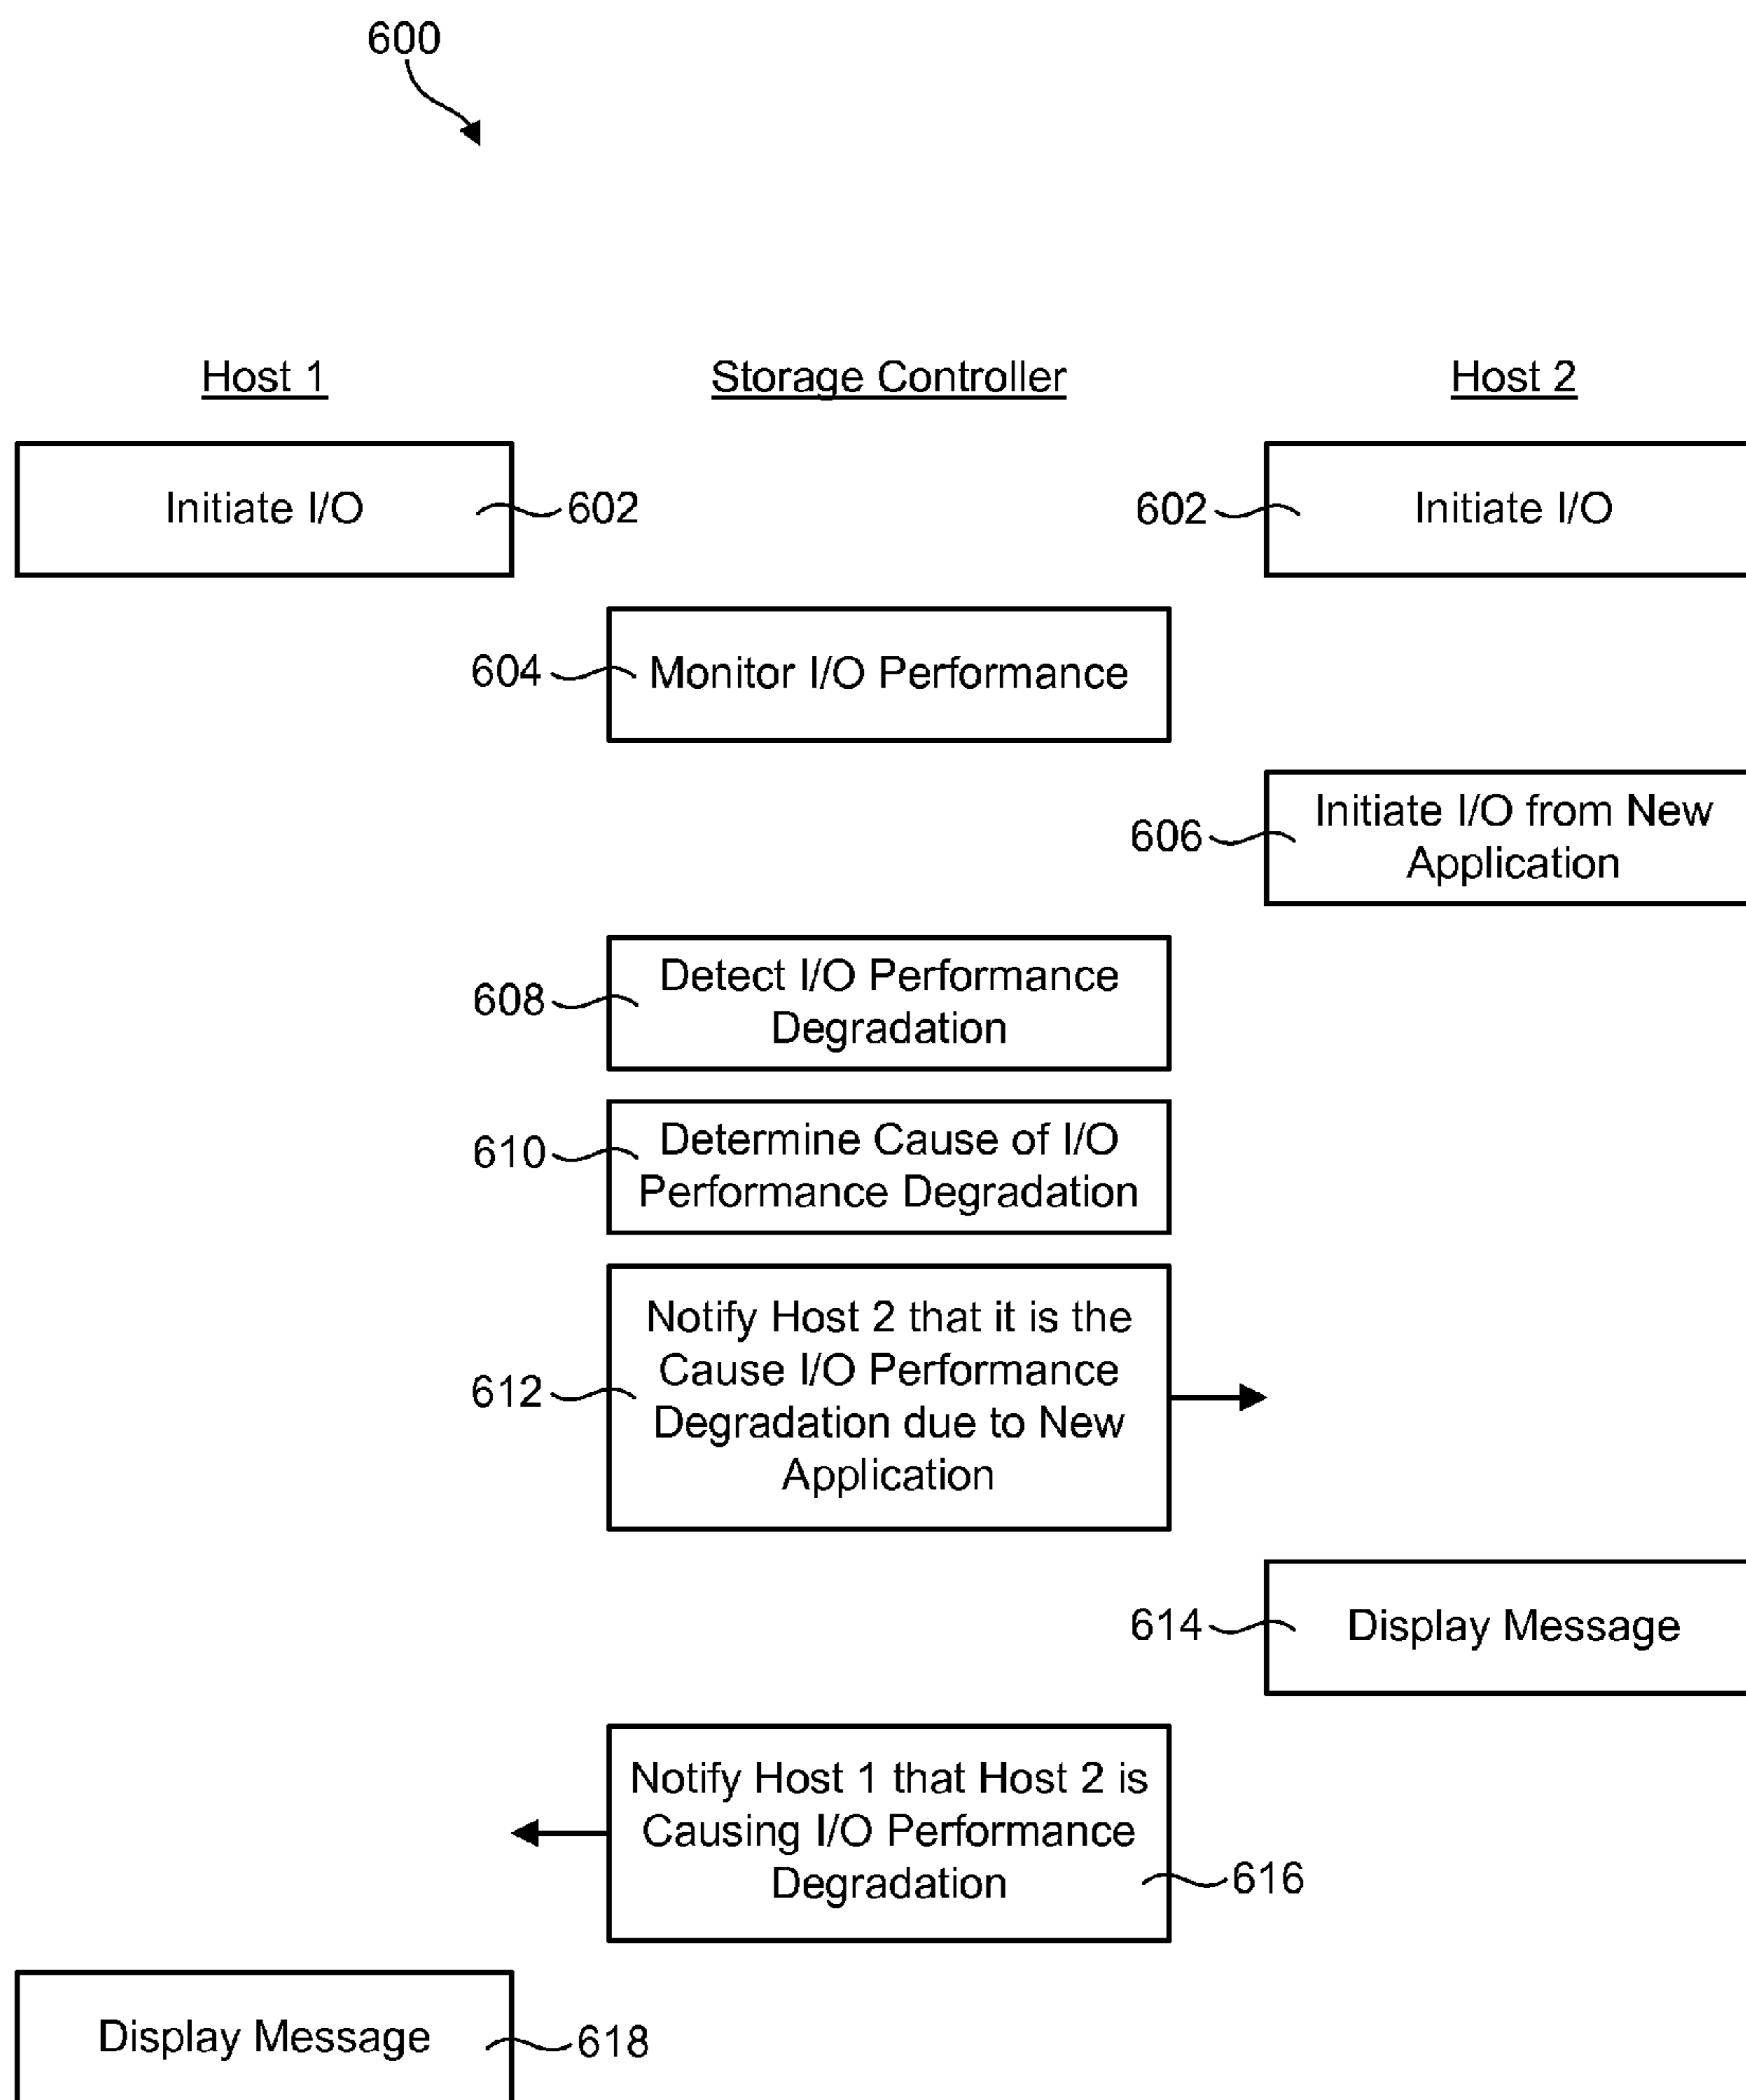 600
Host 1
Storage Controller
Host 2
Initiate I/O
602
602
Initiate I/O
604
Monitor I/O Performance
606
Initiate I/O from New
Application
608
Detect I/O Performance
Degradation
610
Determine Cause of I/O
Performance Degradation
612
Notify Host 2 that it is the
Cause I/O Performance
Degradation due to New
Application
614
Display Message
Notify Host 1 that Host 2 is
Causing I/O Performance
Degradation
616
Display Message
618